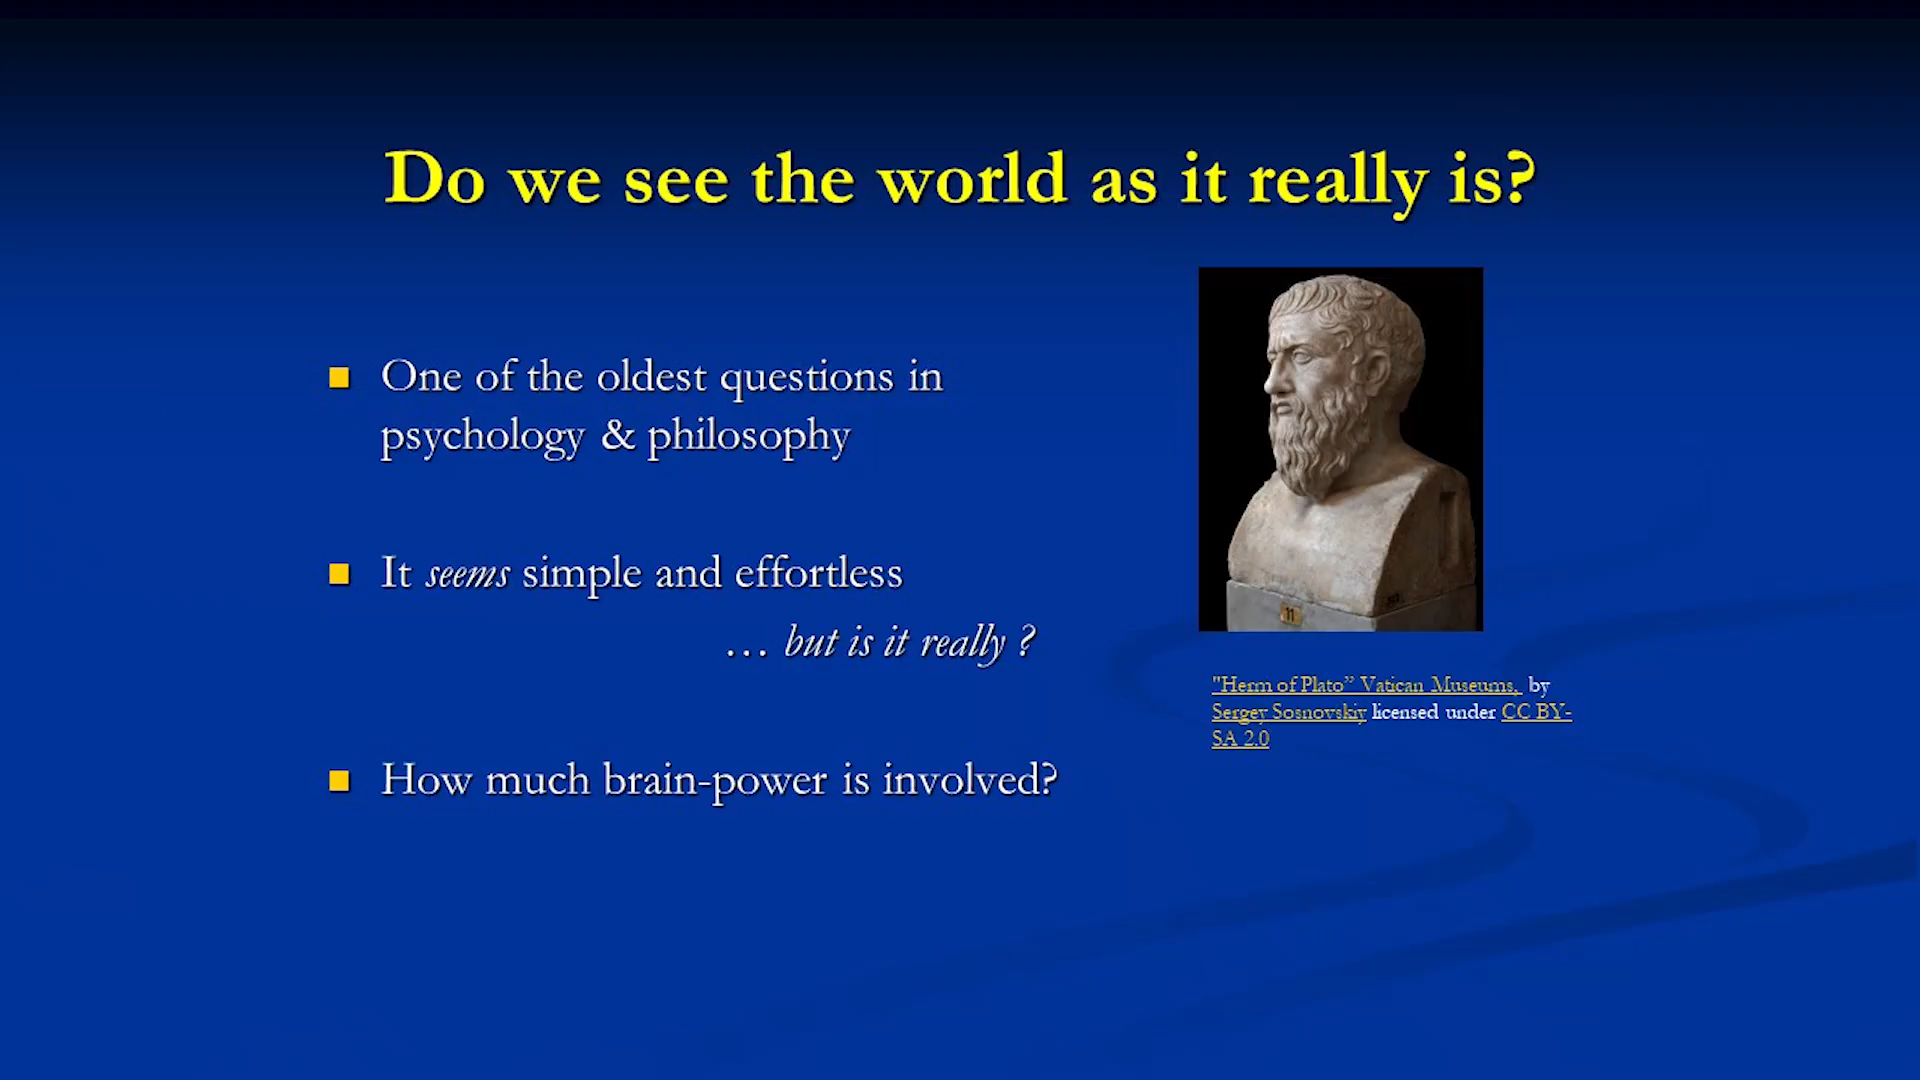 Do we see the world as it really is?
One of the oldest questions in
psychology & philosophy
It seems simple and effortless
… but is it really ?
How much brain-power is involved?
11
"Herm of Plato” Vatican Museums, by
Sergey Sosnovskiy licensed under CC BY-
SA 2.0